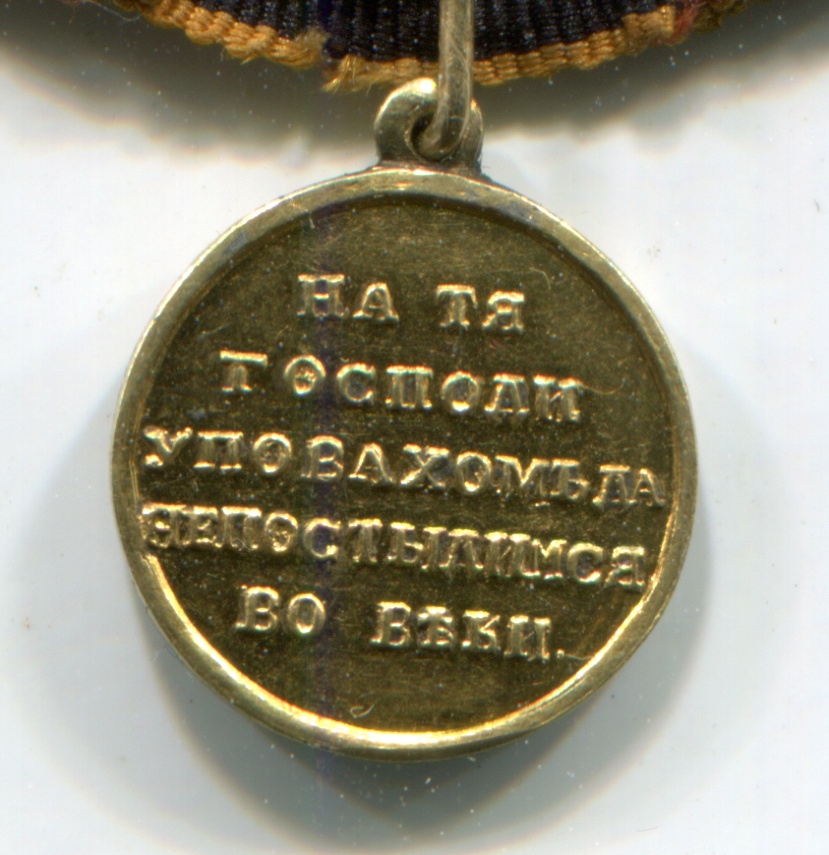 НА ТЯ
ГОСПОДИ
УПОВАХОМЪ ДА
НЕПОСТЫДИМСЯ
ВО ВѢКИ.